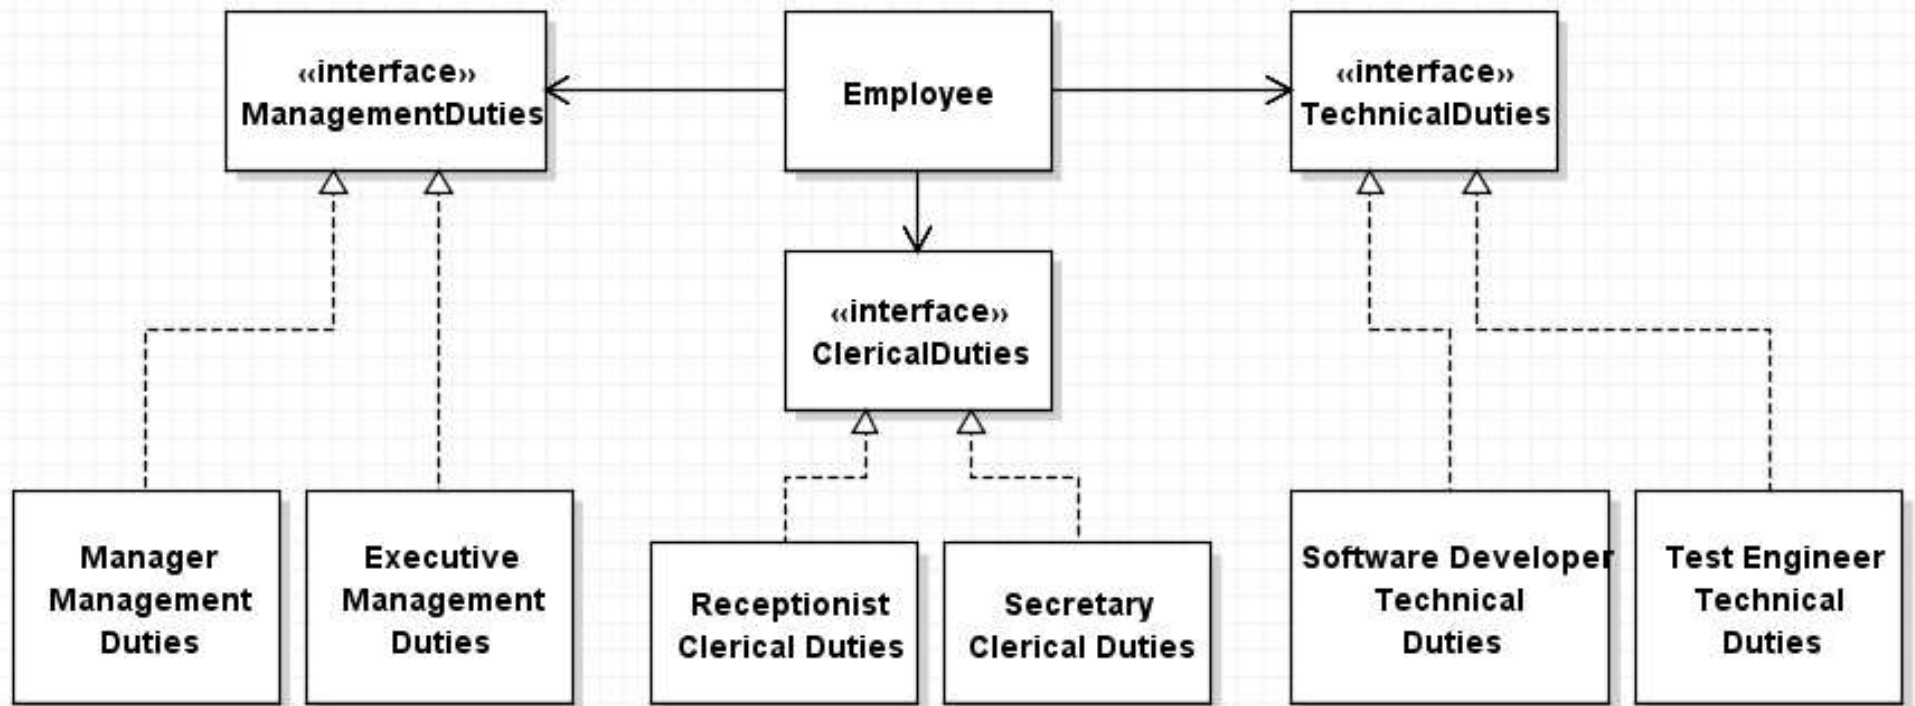 ‹‹interface››
ManagementDuties
Employee
‹‹interface››
TechnicalDuties
‹‹interface››
ClericalDuties
Manager
Management
Duties
Executive
Management
Duties
Receptionist
Clerical Duties
Secretary
Clerical Duties
Software Developer
Technical
Duties
Test Engineer
Technical
Duties